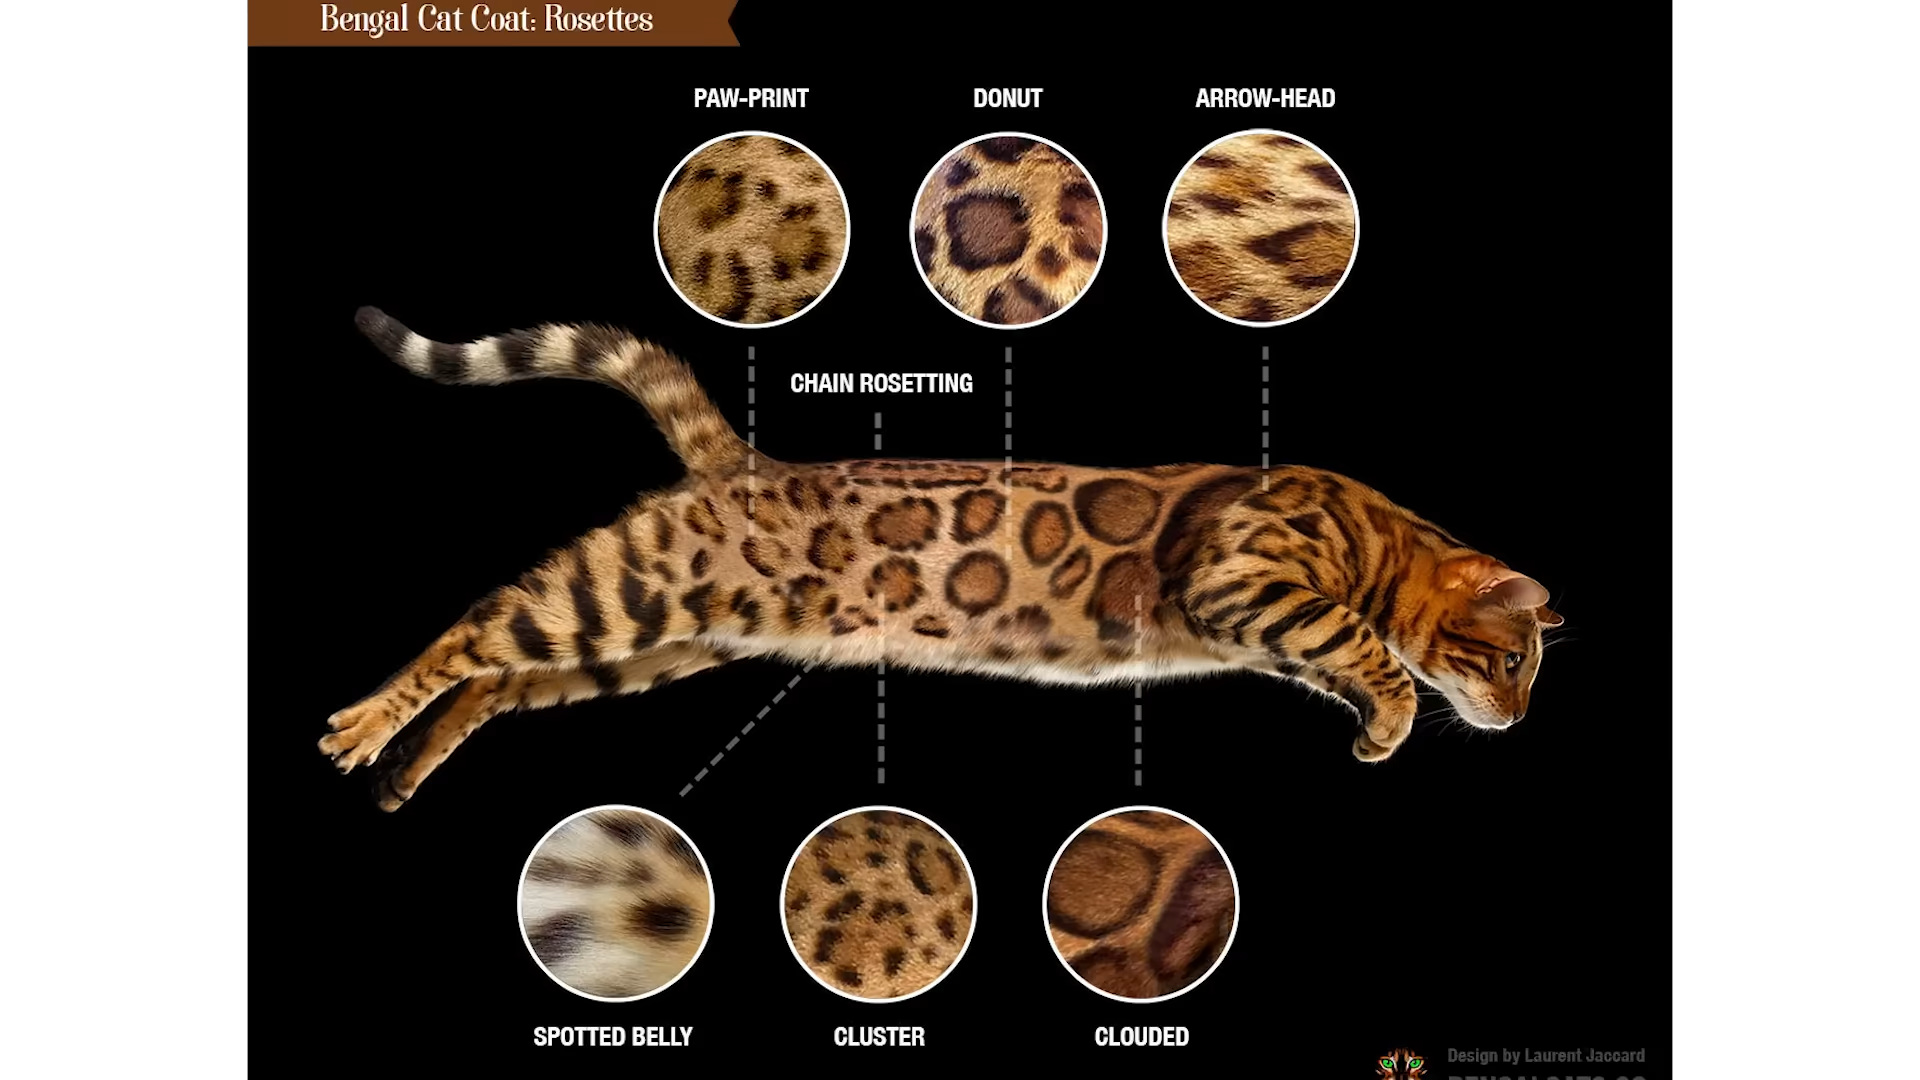 Bengal Cat Coat: Rosettes
PAW-PRINT
DONUT
ARROW-HEAD
CHAIN ROSETTING
SPOTTED BELLY
CLUSTER
CLOUDED
Design by Laurent Jaccard